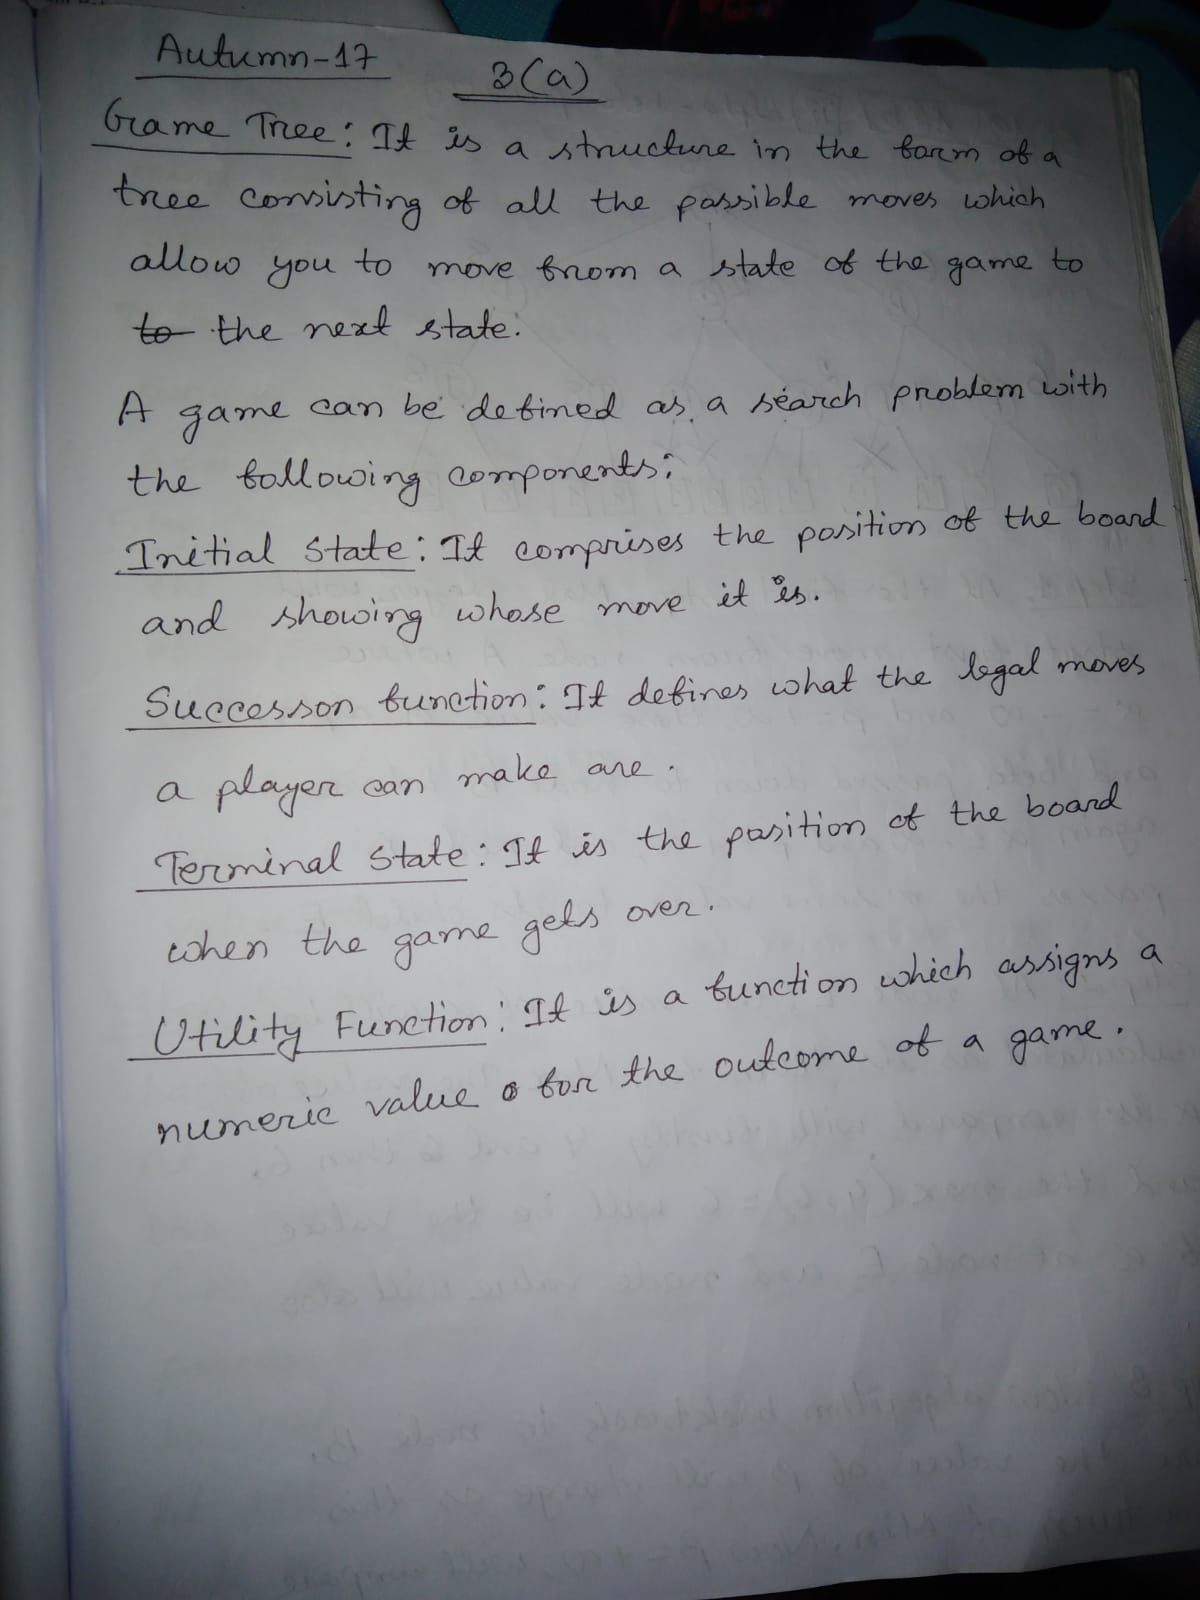 Autumn-17
3(a)
Game Tree: It is a structure in the form of a
tree consisting of all the possible moves which
allow you to move from a state of the game to
to the next state.
A game can be defined as a search problem with
the following components:
Initial State: It comprises the position of the board
and showing whose move it is.
Successor function: It defines what the legal moves
a player can make are.
Terminal State: It is the position of the board
when the game gets over.
Utility Function: It is a function which assigns a
numeric value for the outcome of a game.